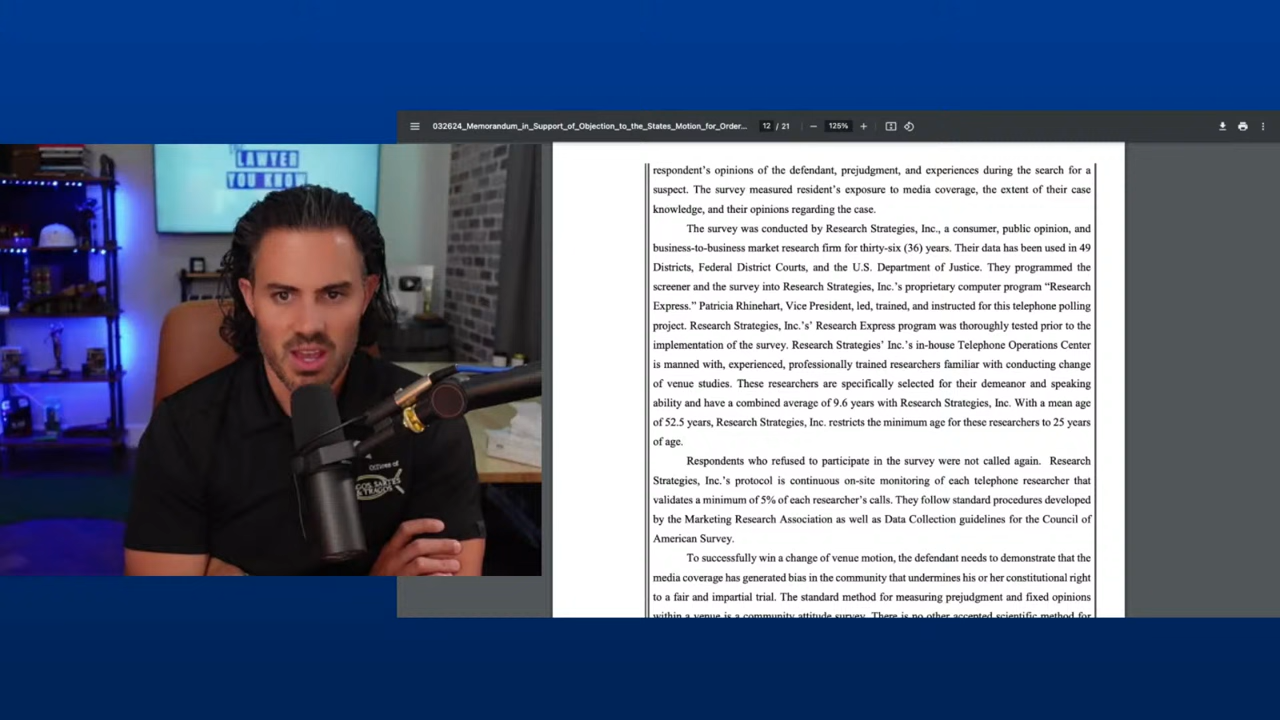 LAWYER
YOU KNOW
032624_Memorandum_in_Support_of_Objection_to_the_States_Motion_for_Order...
12 / 21
125%
respondent's opinions of the defendant, prejudgment, and experiences during the search for a
suspect. The survey measured resident's exposure to media coverage, the extent of their case
knowledge, and their opinions regarding the case.
The survey was conducted by Research Strategies, Inc., a consumer, public opinion, and
business-to-business market research firm for thirty-six (36) years. Their data has been used in 49
Districts, Federal District Courts, and the U.S. Department of Justice. They programmed the
screener and the survey into Research Strategies, Inc.'s proprietary computer program “Research
Express.” Patricia Rhinehart, Vice President, led, trained, and instructed for this telephone polling
project. Research Strategies, Inc.'s' Research Express program was thoroughly tested prior to the
implementation of the survey. Research Strategies' Inc.'s in-house Telephone Operations Center
is manned with, experienced, professionally trained researchers familiar with conducting change
of venue studies. These researchers are specifically selected for their demeanor and speaking
ability and have a combined average of 9.6 years with Research Strategies, Inc. With a mean age
of 52.5 years, Research Strategies, Inc. restricts the minimum age for these researchers to 25 years
of age.
Respondents who refused to participate in the survey were not called again. Research
Strategies, Inc.'s protocol is continuous on-site monitoring of each telephone researcher that
validates a minimum of 5% of each researcher's calls. They follow standard procedures developed
by the Marketing Research Association as well as Data Collection guidelines for the Council of
American Survey.
To successfully win a change of venue motion, the defendant needs to demonstrate that the
media coverage has generated bias in the community that undermines his or her constitutional right
to a fair and impartial trial. The standard method for measuring prejudgment and fixed opinions
within a venue is a community attitude survey. There is no other accepted scientific method for